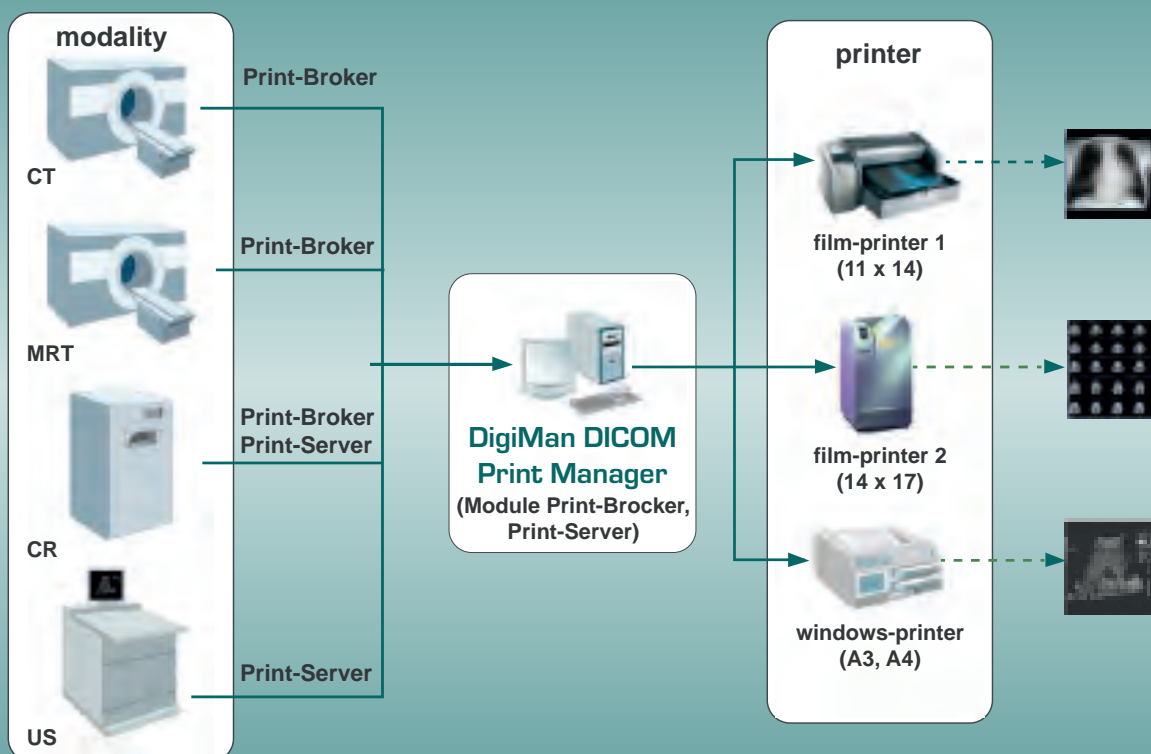 modality
Print-Broker
CT
Print-Broker
MRT
Print-Broker
Print-Server
CR
Print-Server
US
DigiMan DICOM
Print Manager
(Module Print-Brocker,
Print-Server)
printer
film-printer 1
(11 x 14)
film-printer 2
(14 x 17)
windows-printer
(A3, A4)